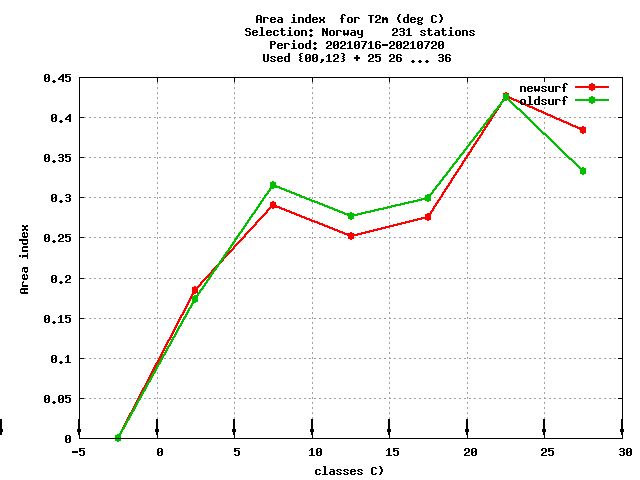 Area index  for T2m (deg C)
Selection: Norway    231 stations
Period: 20210716-20210720
Used {00,12} + 25 26 ... 36
0.45
newsurf
oldsurf
0.4
0.35
0.3
0.25
Area index
0.2
0.15
0.1
0.05
0
-5 0 5 10 15 20 25 30
classes C)